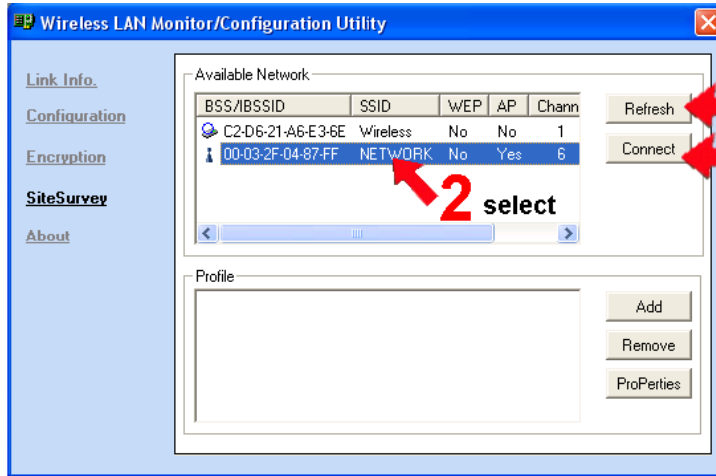 Wireless LAN Monitor/Configuration Utility
Link Info.
Configuration
Encryption
SiteSurvey
About
Available Network
BSS/IBSSID SSID WEP AP Chann
C2-D6-21-A6-E3-6E Wireless No No 1
00-03-2F-04-87-FF NETWORK No Yes 6
2 select
Refresh
Connect
Profile
Add
Remove
ProPerties